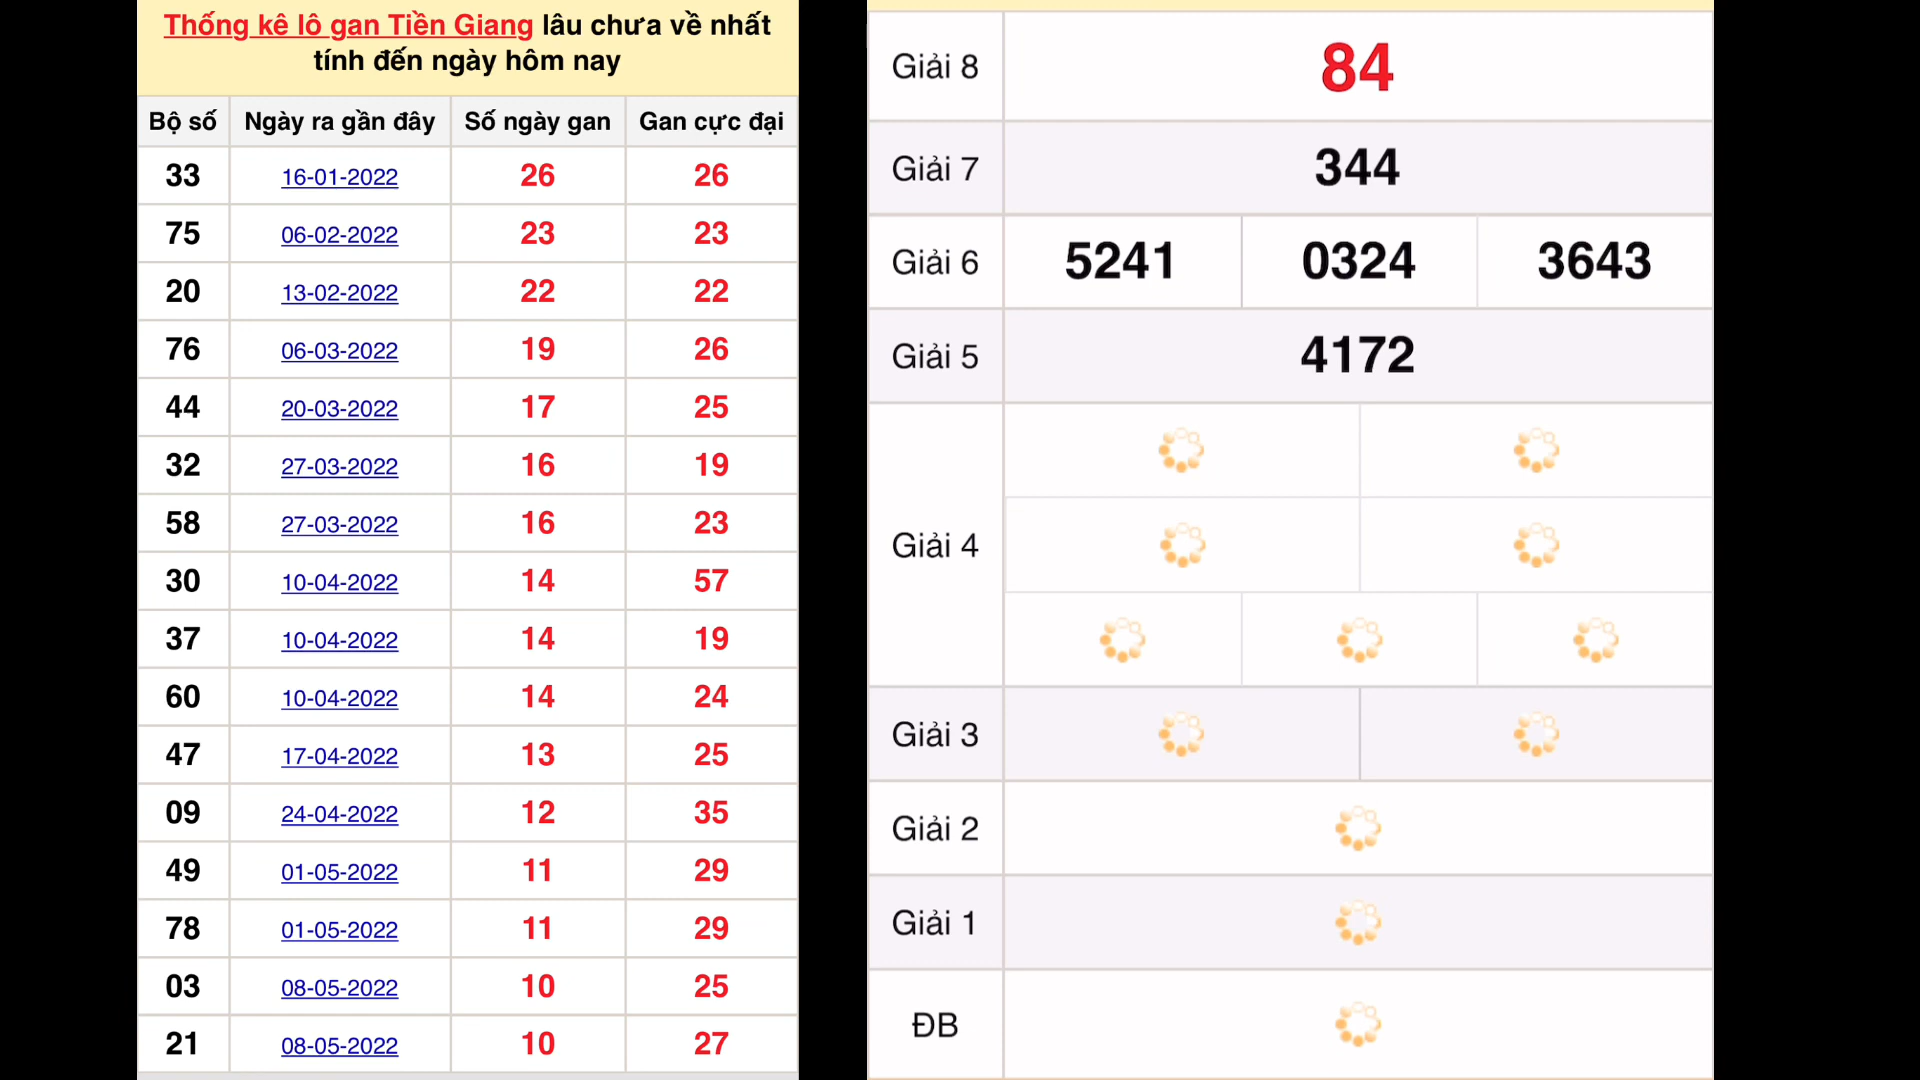 Thống kê lô gan Tiền Giang lâu chưa về nhất
tính đến ngày hôm nay
Bộ số Ngày ra gần đây Số ngày gan Gan cực đại
33 16-01-2022 26 26
75 06-02-2022 23 23
20 13-02-2022 22 22
76 06-03-2022 19 26
44 20-03-2022 17 25
32 27-03-2022 16 19
58 27-03-2022 16 23
30 10-04-2022 14 57
37 10-04-2022 14 19
60 10-04-2022 14 24
47 17-04-2022 13 25
09 24-04-2022 12 35
49 01-05-2022 11 29
78 01-05-2022 11 29
03 08-05-2022 10 25
21 08-05-2022 10 27
Giải 8 84
Giải 7 344
Giải 6 5241 0324 3643
Giải 5 4172
Giải 4
Giải 3
Giải 2
Giải 1
ĐB